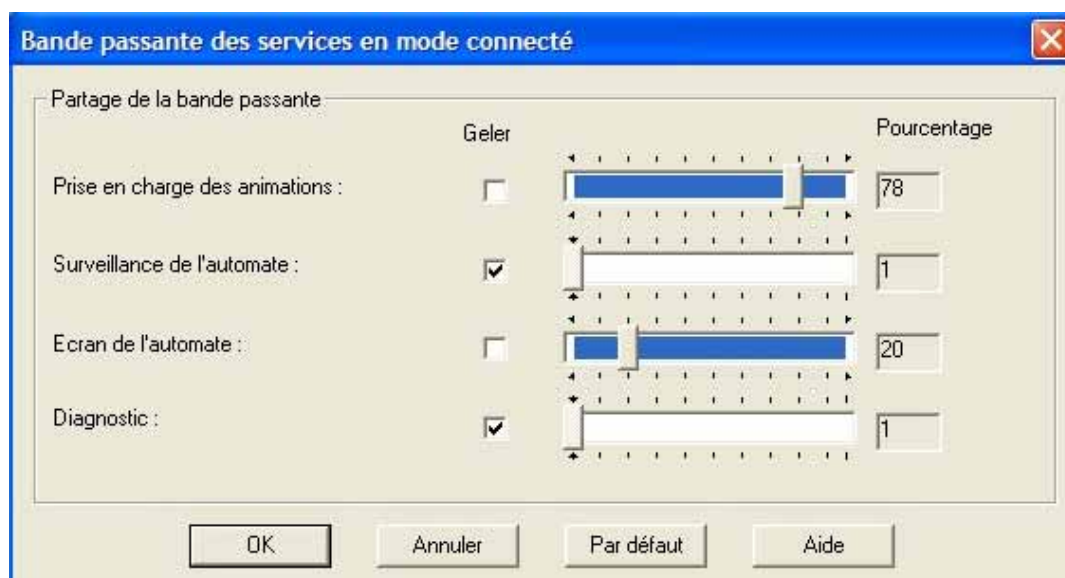 Bande passante des services en mode connecté
Partage de la bande passante
Geler
Pourcentage
Prise en charge des animations :
78
Surveillance de l'automate :
1
Ecran de l'automate :
20
Diagnostic :
1
OK
Annuler
Par défaut
Aide